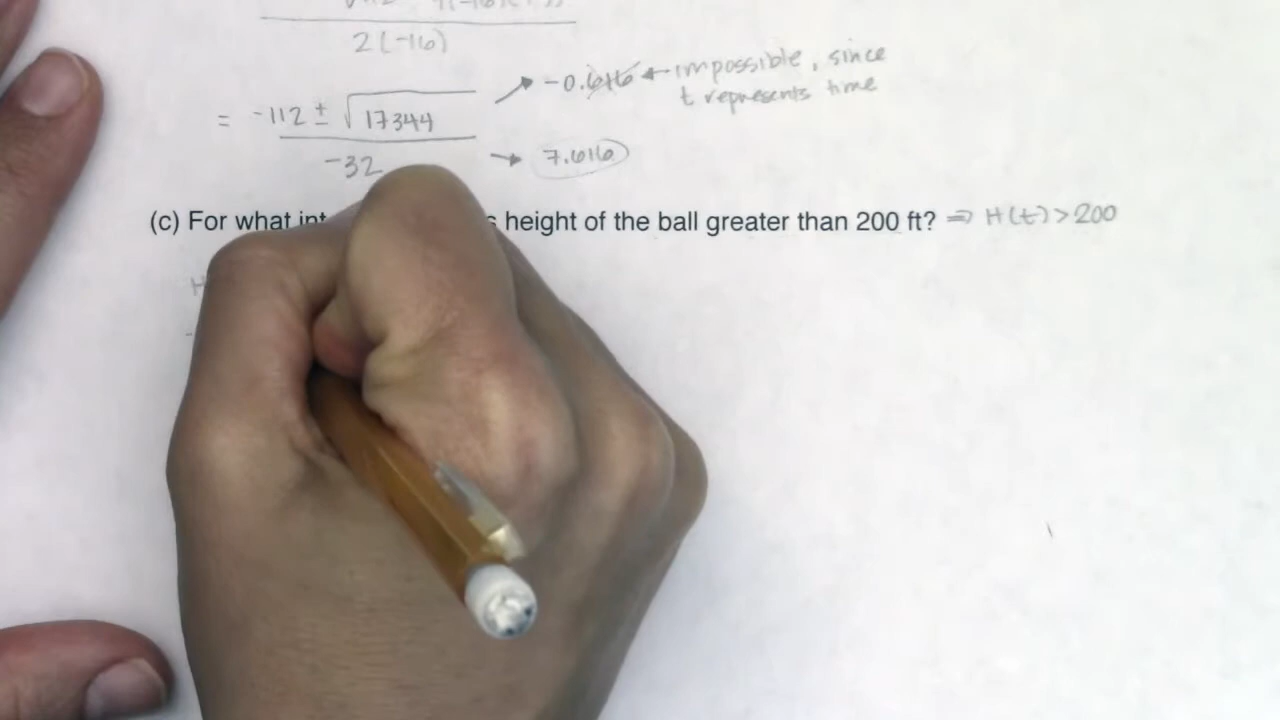 2(-16)
-0.616 ← impossible, since
t represents time
= -112 ± √17344
-32 → 7.616
(c) For what int height of the ball greater than 200 ft? ⇒ H(t) > 200
H
-